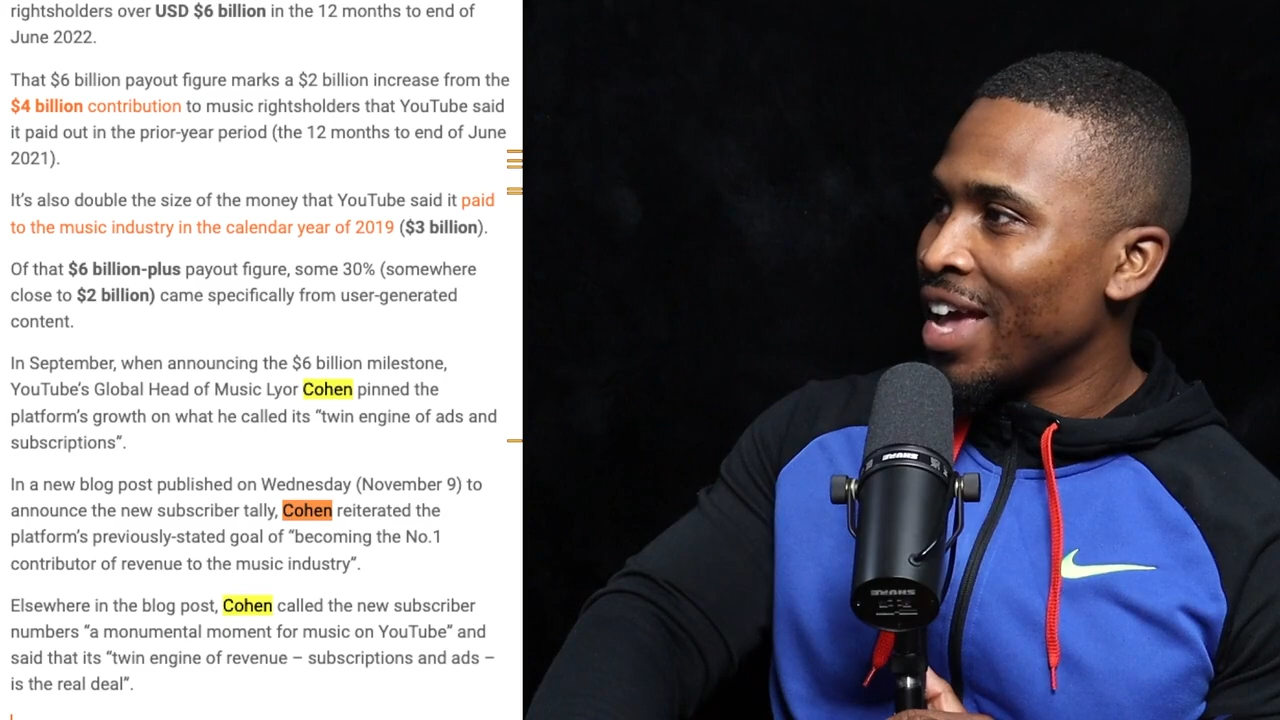 rightsholders over USD $6 billion in the 12 months to end of
June 2022.
That $6 billion payout figure marks a $2 billion increase from the
$4 billion contribution to music rightsholders that YouTube said
it paid out in the prior-year period (the 12 months to end of June
2021).
It’s also double the size of the money that YouTube said it paid
to the music industry in the calendar year of 2019 ($3 billion).
Of that $6 billion-plus payout figure, some 30% (somewhere
close to $2 billion) came specifically from user-generated
content.
In September, when announcing the $6 billion milestone,
YouTube’s Global Head of Music Lyor Cohen pinned the
platform’s growth on what he called its “twin engine of ads and
subscriptions”.
In a new blog post published on Wednesday (November 9) to
announce the new subscriber tally, Cohen reiterated the
platform’s previously-stated goal of “becoming the No.1
contributor of revenue to the music industry”.
Elsewhere in the blog post, Cohen called the new subscriber
numbers “a monumental moment for music on YouTube” and
said that its “twin engine of revenue – subscriptions and ads –
is the real deal”.
SHURE
SHURE